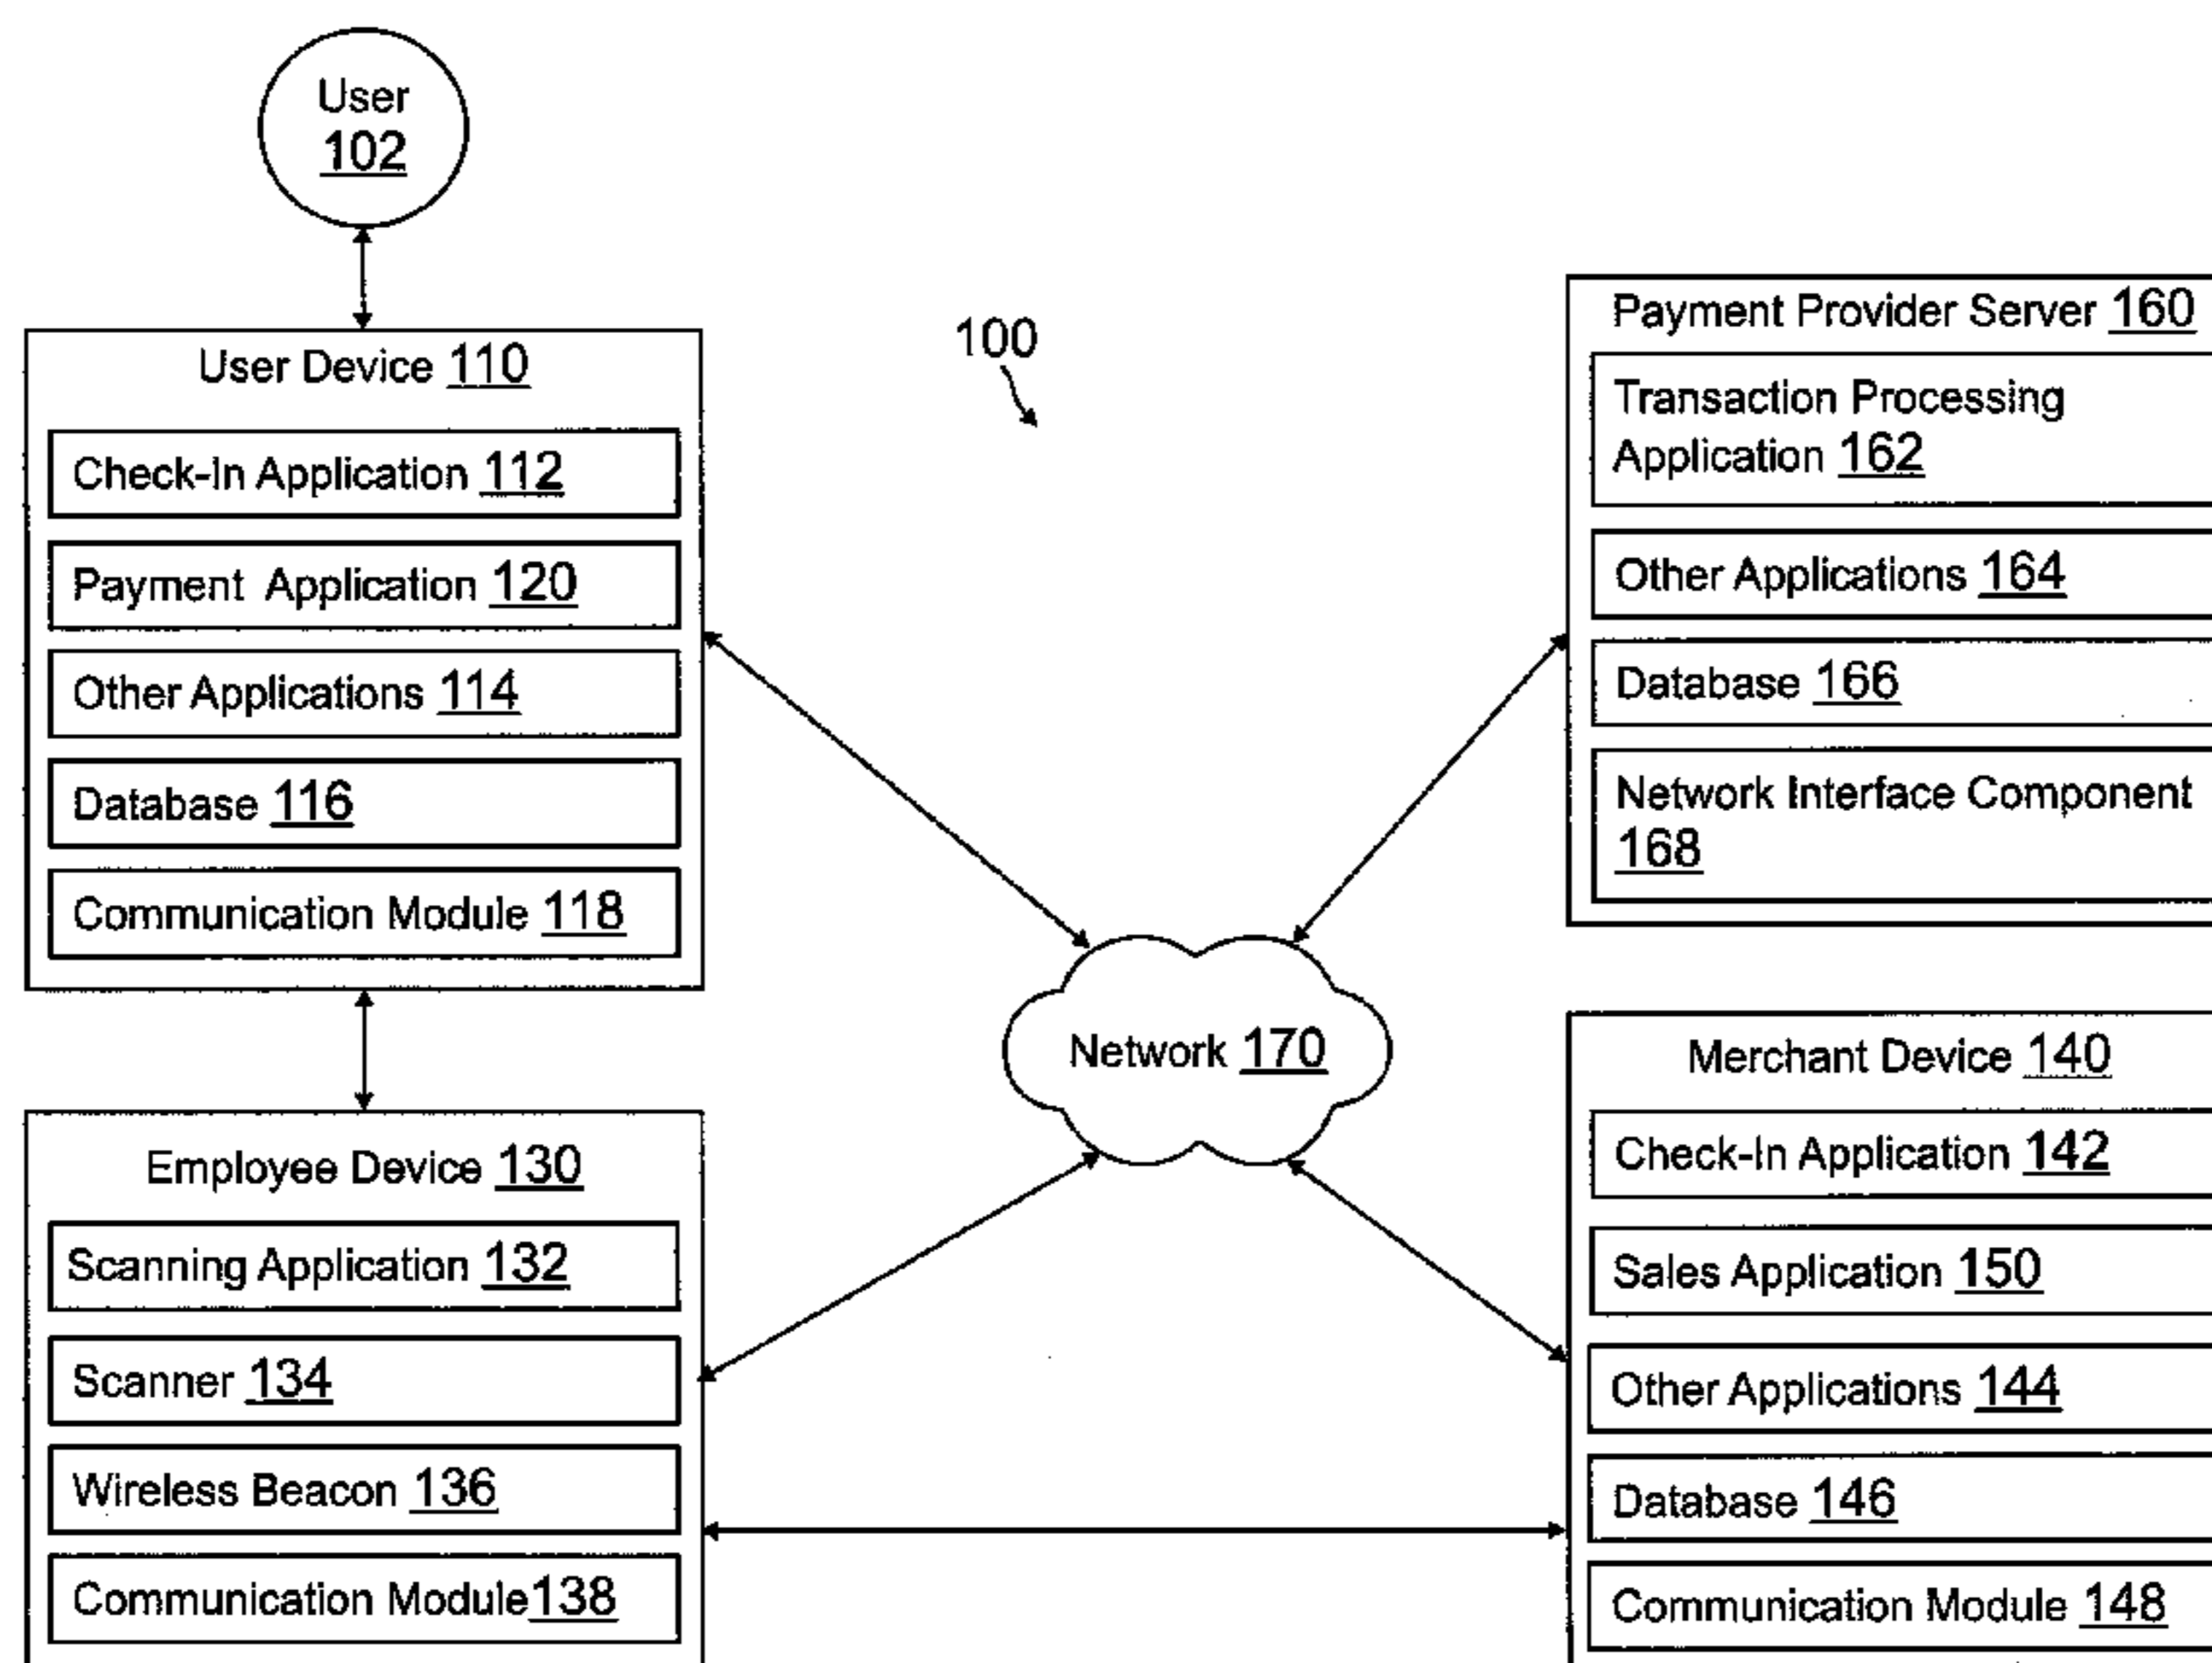 User
102
User Device 110
Check-In Application 112
Payment Application 120
Other Applications 114
Database 116
Communication Module 118
100
Payment Provider Server 160
Transaction Processing
Application 162
Other Applications 164
Database 166
Network Interface Component
168
Network 170
Employee Device 130
Scanning Application 132
Scanner 134
Wireless Beacon 136
Communication Module138
Merchant Device 140
Check-In Application 142
Sales Application 150
Other Applications 144
Database 146
Communication Module 148